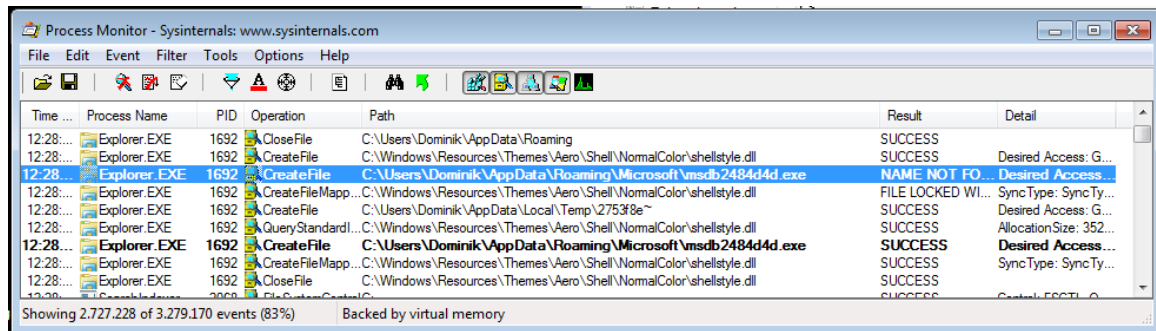 Process Monitor - Sysinternals: www.sysinternals.com
File Edit Event Filter Tools Options Help
Time ... Process Name PID Operation Path Result Detail
12:28:... Explorer.EXE 1692 CloseFile C:\Users\Dominik\AppData\Roaming SUCCESS
12:28:... Explorer.EXE 1692 CreateFile C:\Windows\Resources\Themes\Aero\Shell\NormalColor\shellstyle.dll SUCCESS Desired Access: G...
12:28... Explorer.EXE 1692 CreateFile C:\Users\Dominik\AppData\Roaming\Microsoft\msdb2484d4d.exe NAME NOT FO... Desired Access...
12:28:... Explorer.EXE 1692 CreateFileMapp... C:\Windows\Resources\Themes\Aero\Shell\NormalColor\shellstyle.dll FILE LOCKED WI... SyncType: SyncTy...
12:28:... Explorer.EXE 1692 CreateFile C:\Users\Dominik\AppData\Local\Temp\2753f8e~ SUCCESS Desired Access: G...
12:28:... Explorer.EXE 1692 QueryStandardI... C:\Windows\Resources\Themes\Aero\Shell\NormalColor\shellstyle.dll SUCCESS AllocationSize: 352...
12:28... Explorer.EXE 1692 CreateFile C:\Users\Dominik\AppData\Roaming\Microsoft\msdb2484d4d.exe SUCCESS Desired Access...
12:28:... Explorer.EXE 1692 CreateFileMapp... C:\Windows\Resources\Themes\Aero\Shell\NormalColor\shellstyle.dll SUCCESS SyncType: SyncTy...
12:28:... Explorer.EXE 1692 CloseFile C:\Windows\Resources\Themes\Aero\Shell\NormalColor\shellstyle.dll SUCCESS
Showing 2.727.228 of 3.279.170 events (83%) Backed by virtual memory